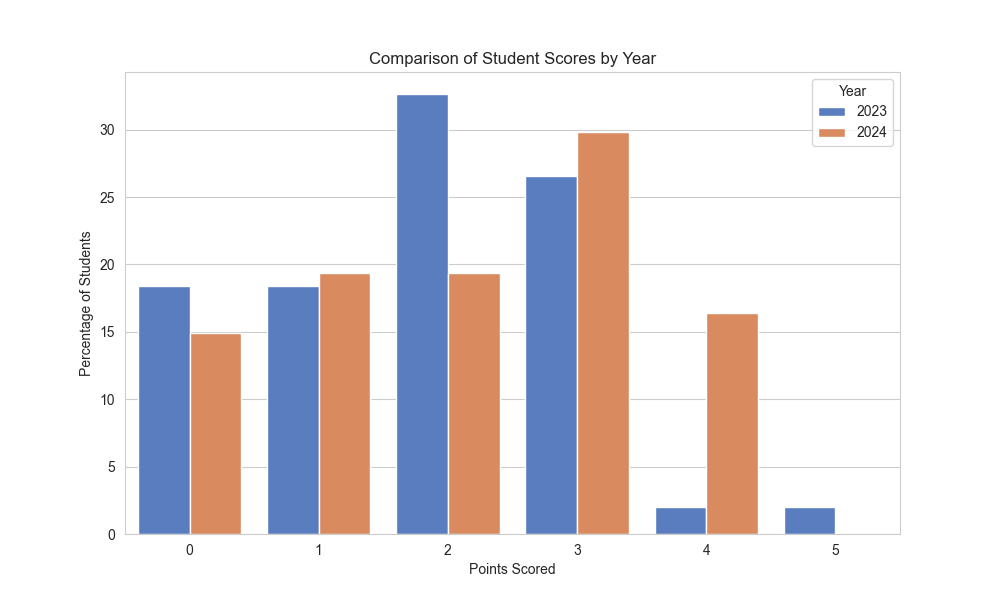 Comparison of Student Scores by Year
Year
2023
2024
Percentage of Students
30
25
20
15
10
5
0
0 1 2 3 4 5
Points Scored